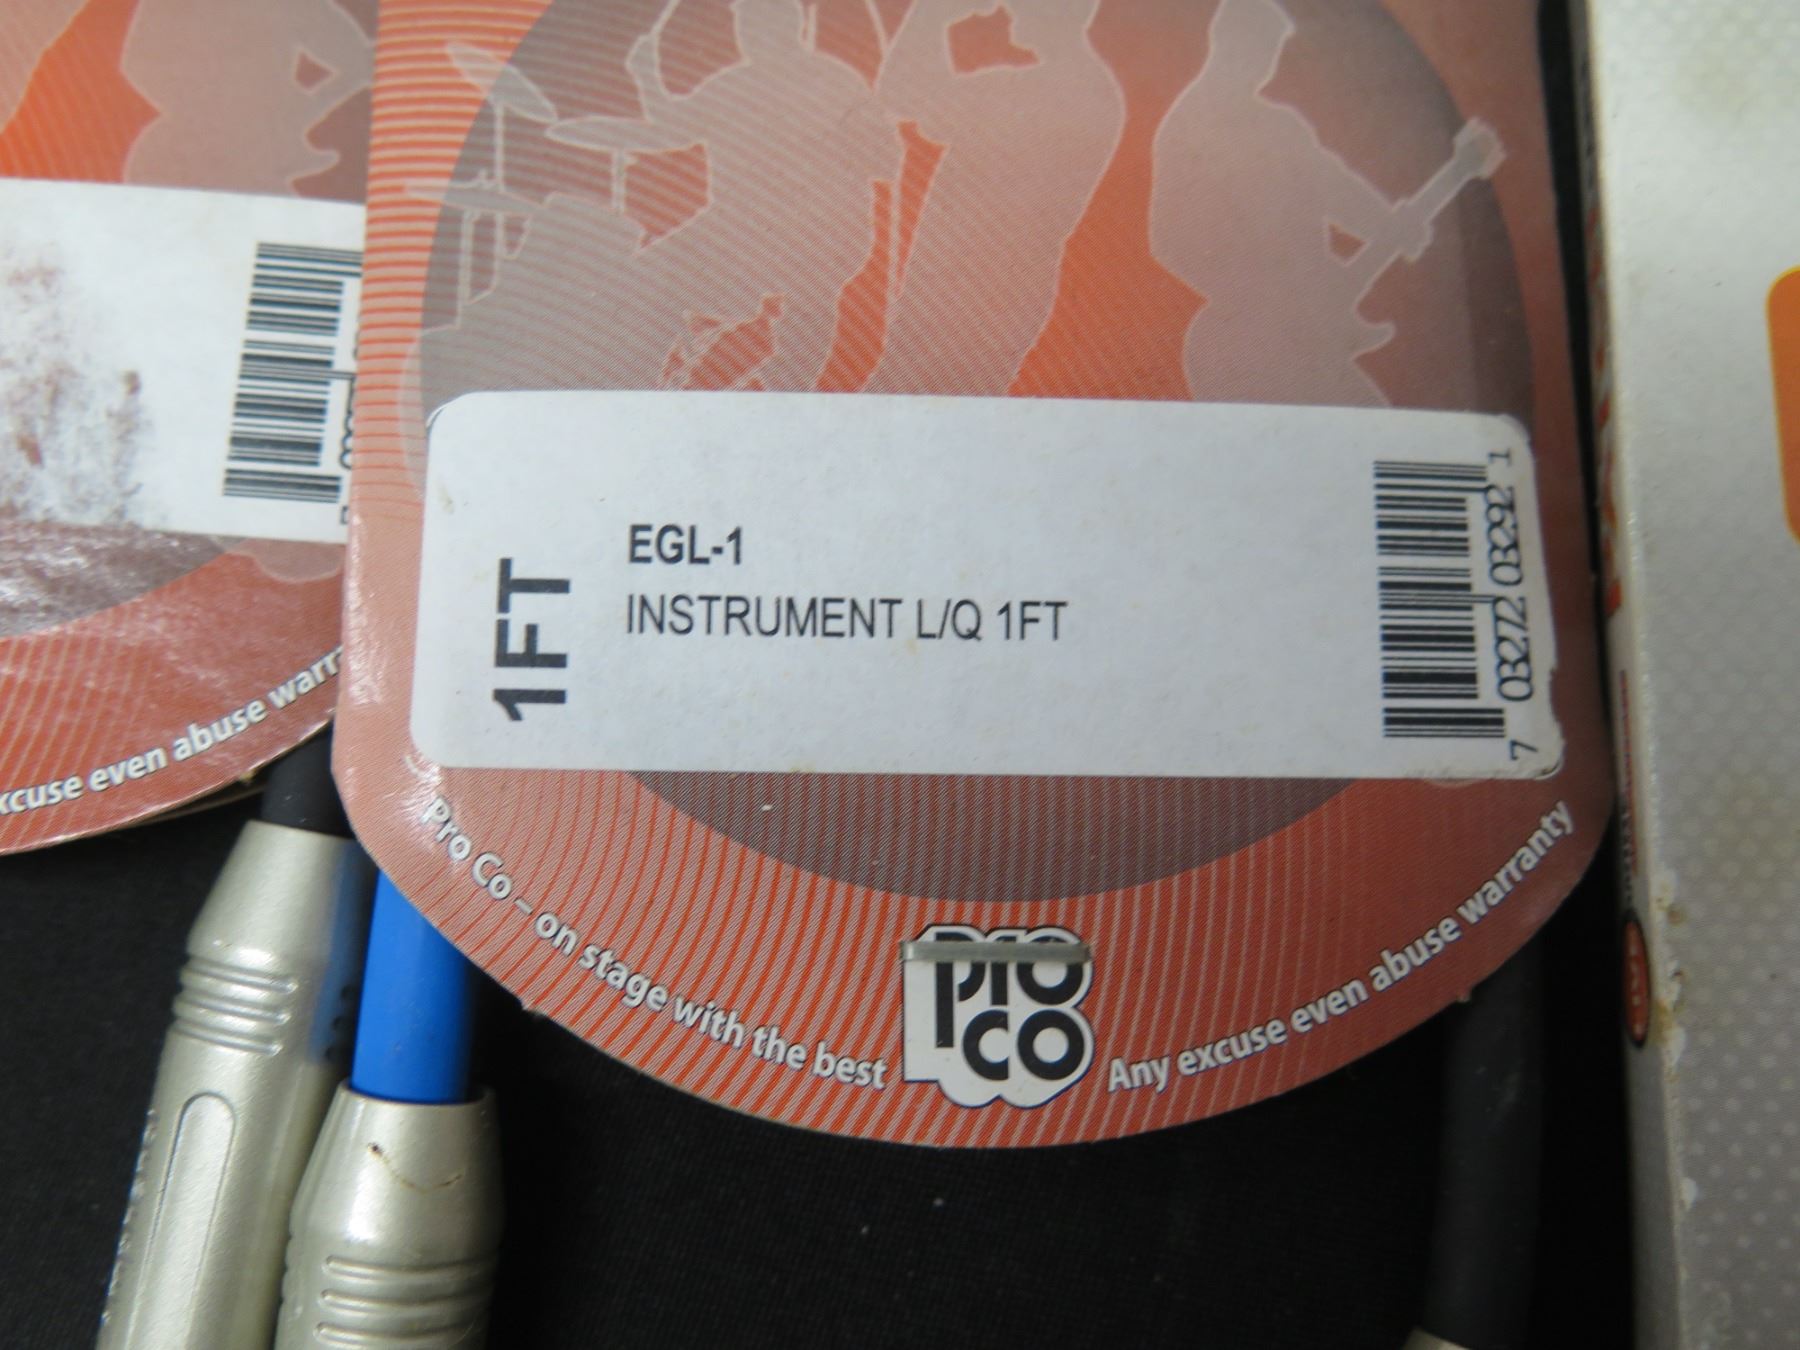 1FT
EGL-1
INSTRUMENT L/Q 1FT
7 03272 03292 1
Pro Co – on stage with the best
pro
co
Any excuse even abuse warranty
excuse even abuse